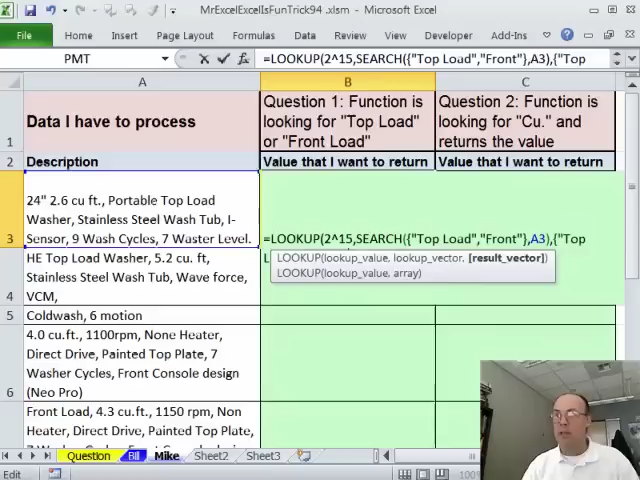 MrExcelExcelsIsFunTrick94 .xlsm - Microsoft Excel
File Home Insert Page Layout Formulas Data Review View Developer Add-Ins
PMT =LOOKUP(2^15,SEARCH({"Top Load","Front"},A3),{"Top
A B C
1
Data I have to process
Question 1: Function is
looking for "Top Load"
or "Front Load"
Question 2: Function is
looking for "Cu." and
returns the value
2 Description Value that I want to return Value that I want to return
3
24" 2.6 cu ft., Portable Top Load
Washer, Stainless Steel Wash Tub, I-
Sensor, 9 Wash Cycles, 7 Waster Level.
=LOOKUP(2^15,SEARCH({"Top Load","Front"},A3),{"Top
L
LOOKUP(lookup_value, lookup_vector, [result_vector])
LOOKUP(lookup_value, array)
4
HE Top Load Washer, 5.2 cu. ft,
Stainless Steel Wash Tub, Wave force,
VCM,
5 Coldwash, 6 motion
6
4.0 cu.ft., 1100rpm, None Heater,
Direct Drive, Painted Top Plate, 7
Washer Cycles, Front Console design
(Neo Pro)
Front Load, 4.3 cu.ft., 1150 rpm, Non
Heater, Direct Drive, Painted Top Plate,
Question Bill Mike Sheet2 Sheet3
Edit